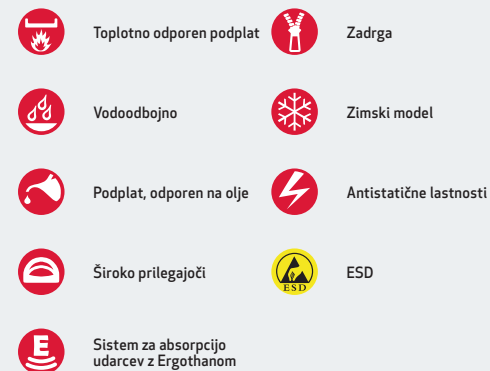 Toplotno odporen podplat
Zadrga
Vodoodbojno
Zimski model
Podplat, odporen na olje
Antistatične lastnosti
Široko prilegajoči
ESD
ESD
E
Sistem za absorpcijo
udarcev z Ergothanom